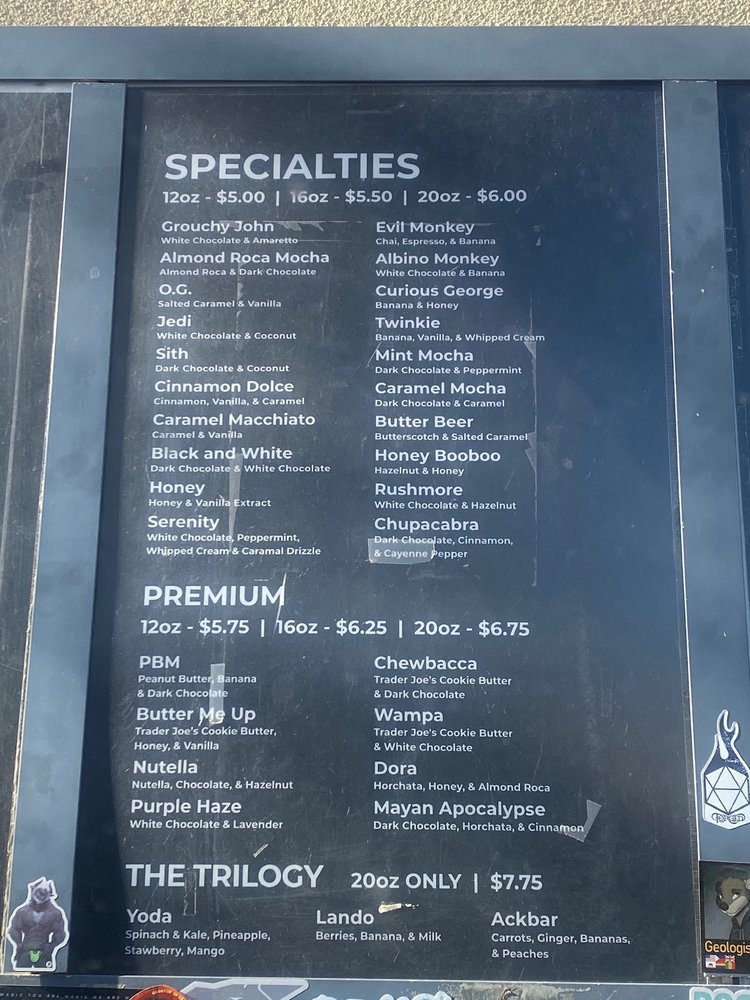 SPECIALTIES
12oz - $5.00 | 16oz - $5.50 | 20oz - $6.00
Grouchy John
White Chocolate & Amaretto
Almond Roca Mocha
Almond Roca & Dark Chocolate
O.G.
Salted Caramel & Vanilla
Jedi
White Chocolate & Coconut
Sith
Dark Chocolate & Coconut
Cinnamon Dolce
Cinnamon, Vanilla, & Caramel
Caramel Macchiato
Caramel & Vanilla
Black and White
Dark Chocolate & White Chocolate
Honey
Honey & Vanilla Extract
Serenity
White Chocolate, Peppermint,
Whipped Cream & Caramal Drizzle
Evil Monkey
Chai, Espresso, & Banana
Albino Monkey
White Chocolate & Banana
Curious George
Banana & Honey
Twinkie
Banana, Vanilla, & Whipped Cream
Mint Mocha
Dark Chocolate & Peppermint
Caramel Mocha
Dark Chocolate & Caramel
Butter Beer
Butterscotch & Salted Caramel
Honey Booboo
Hazelnut & Honey
Rushmore
White Chocolate & Hazelnut
Chupacabra
Dark Chocolate, Cinnamon,
& Cayenne Pepper
PREMIUM
12oz - $5.75 | 16oz - $6.25 | 20oz - $6.75
PBM
Peanut Butter, Banana
& Dark Chocolate
Butter Me Up
Trader Joe's Cookie Butter,
Honey, & Vanilla
Nutella
Nutella, Chocolate, & Hazelnut
Purple Haze
White Chocolate & Lavender
Chewbacca
Trader Joe's Cookie Butter
& Dark Chocolate
Wampa
Trader Joe's Cookie Butter
& White Chocolate
Dora
Horchata, Honey, & Almond Roca
Mayan Apocalypse
Dark Chocolate, Horchata, & Cinnamon
THE TRILOGY 20oz ONLY | $7.75
Yoda
Spinach & Kale, Pineapple,
Stawberry, Mango
Lando
Berries, Banana, & Milk
Ackbar
Carrots, Ginger, Bananas,
& Peaches
Geologis